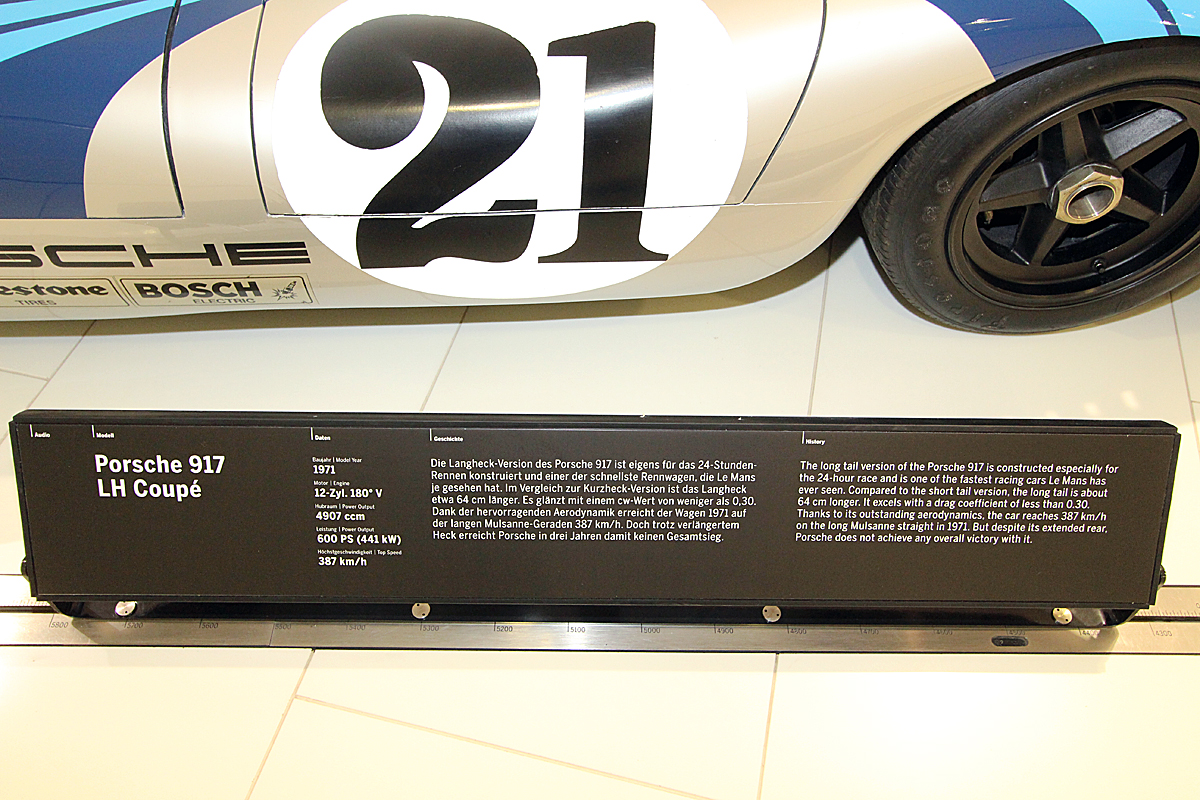 21
SCHE
estone
TIRES
BOSCH
ELECTRIC
Audio
Modell
Porsche 917
LH Coupé
Daten
Baujahr | Model Year
1971
Motor | Engine
12-Zyl. 180° V
Hubraum | Power Output
4907 ccm
Leistung | Power Output
600 PS (441 kW)
Höchstgeschwindigkeit | Top Speed
387 km/h
Geschichte
Die Langheck-Version des Porsche 917 ist eigens für das 24-Stunden-
Rennen konstruiert und einer der schnellste Rennwagen, die Le Mans
je gesehen hat. Im Vergleich zur Kurzheck-Version ist das Langheck
etwa 64 cm länger. Es glänzt mit einem cw-Wert von weniger als 0,30.
Dank der hervorragenden Aerodynamik erreicht der Wagen 1971 auf
der langen Mulsanne-Geraden 387 km/h. Doch trotz verlängertem
Heck erreicht Porsche in drei Jahren damit keinen Gesamtsieg.
History
The long tail version of the Porsche 917 is constructed especially for
the 24-hour race and is one of the fastest racing cars Le Mans has
ever seen. Compared to the short tail version, the long tail is about
64 cm longer. It excels with a drag coefficient of less than 0.30.
Thanks to its outstanding aerodynamics, the car reaches 387 km/h
on the long Mulsanne straight in 1971. But despite its extended rear,
Porsche does not achieve any overall victory with it.
5800 5700 5600 5500 5300 5200 5100 5000 4900 4800 4700 4300